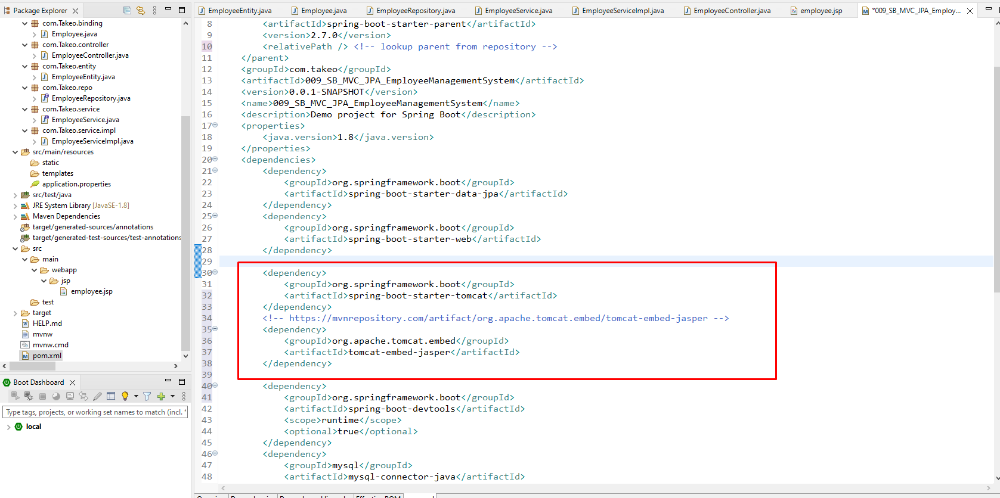 Package Explorer
com.Takeo.binding
Employee.java
com.Takeo.controller
EmployeeController.java
com.Takeo.entity
EmployeeEntity.java
com.Takeo.repo
EmployeeRepository.java
com.Takeo.service
EmployeeService.java
com.Takeo.service.impl
EmployeeServiceImpl.java
src/main/resources
static
templates
application.properties
src/test/java
JRE System Library [JavaSE-1.8]
Maven Dependencies
target/generated-sources/annotations
target/generated-test-sources/test-annotations
src
main
webapp
jsp
employee.jsp
test
target
HELP.md
mvnw
mvnw.cmd
pom.xml
Boot Dashboard
Type tags, projects, or working set names to match (incl. *
local
EmployeeEntity.java Employee.java EmployeeRepository.java EmployeeService.java EmployeeServiceImpl.java EmployeeController.java employee.jsp *009_SB_MVC_JPA_Employ...
8 <artifactId>spring-boot-starter-parent</artifactId>
9 <version>2.7.0</version>
10 <relativePath /> <!-- lookup parent from repository -->
11 </parent>
12 <groupId>com.takeo</groupId>
13 <artifactId>009_SB_MVC_JPA_EmployeeManagementSystem</artifactId>
14 <version>0.0.1-SNAPSHOT</version>
15 <name>009_SB_MVC_JPA_EmployeeManagementSystem</name>
16 <description>Demo project for Spring Boot</description>
17 <properties>
18 <java.version>1.8</java.version>
19 </properties>
20 <dependencies>
21 <dependency>
22 <groupId>org.springframework.boot</groupId>
23 <artifactId>spring-boot-starter-data-jpa</artifactId>
24 </dependency>
25 <dependency>
26 <groupId>org.springframework.boot</groupId>
27 <artifactId>spring-boot-starter-web</artifactId>
28 </dependency>
29
30 <dependency>
31 <groupId>org.springframework.boot</groupId>
32 <artifactId>spring-boot-starter-tomcat</artifactId>
33 </dependency>
34 <!-- https://mvnrepository.com/artifact/org.apache.tomcat.embed/tomcat-embed-jasper -->
35 <dependency>
36 <groupId>org.apache.tomcat.embed</groupId>
37 <artifactId>tomcat-embed-jasper</artifactId>
38 </dependency>
39
40 <dependency>
41 <groupId>org.springframework.boot</groupId>
42 <artifactId>spring-boot-devtools</artifactId>
43 <scope>runtime</scope>
44 <optional>true</optional>
45 </dependency>
46 <dependency>
47 <groupId>mysql</groupId>
48 <artifactId>mysql-connector-java</artifactId>